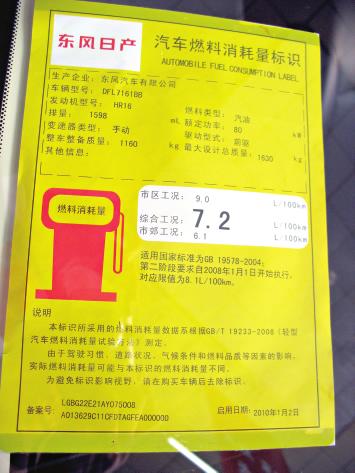 东风日产 汽车燃料消耗量标识
AUTOMOBILE FUEL CONSUMPTION LABEL
生产企业: 东风汽车有限公司
车辆型号: DFL7161BB
发动机型号: HR16 燃料类型: 汽油
排量: 1598 mL 额定功率: 80 kW
变速器类型: 手动 驱动型式: 前驱
整车整备质量: 1160 kg 最大设计总质量: 1630 kg
其他信息:
燃料消耗量
市区工况: 9.0 L/100km
综合工况: 7.2 L/100km
市郊工况: 6.1 L/100km
适用国家标准为GB 19578-2004:
第二阶段要求自2008年1月1日开始执行,
对应限值为8.1L/100km。
说明
本标识所采用的燃料消耗量数据系根据GB/T 19233-2008《轻型
汽车燃料消耗量试验方法》测定。
由于驾驶习惯、道路状况、气候条件和燃料品质等因素的影响,
实际燃料消耗量可能与本标识的燃料消耗量不同。
为避免标识影响视野, 请在购买车辆后去除标识。
备案号: LGBG22E21AY075008
A013629C11CFDTAGFEA000000 启用日期: 2010年1月2日